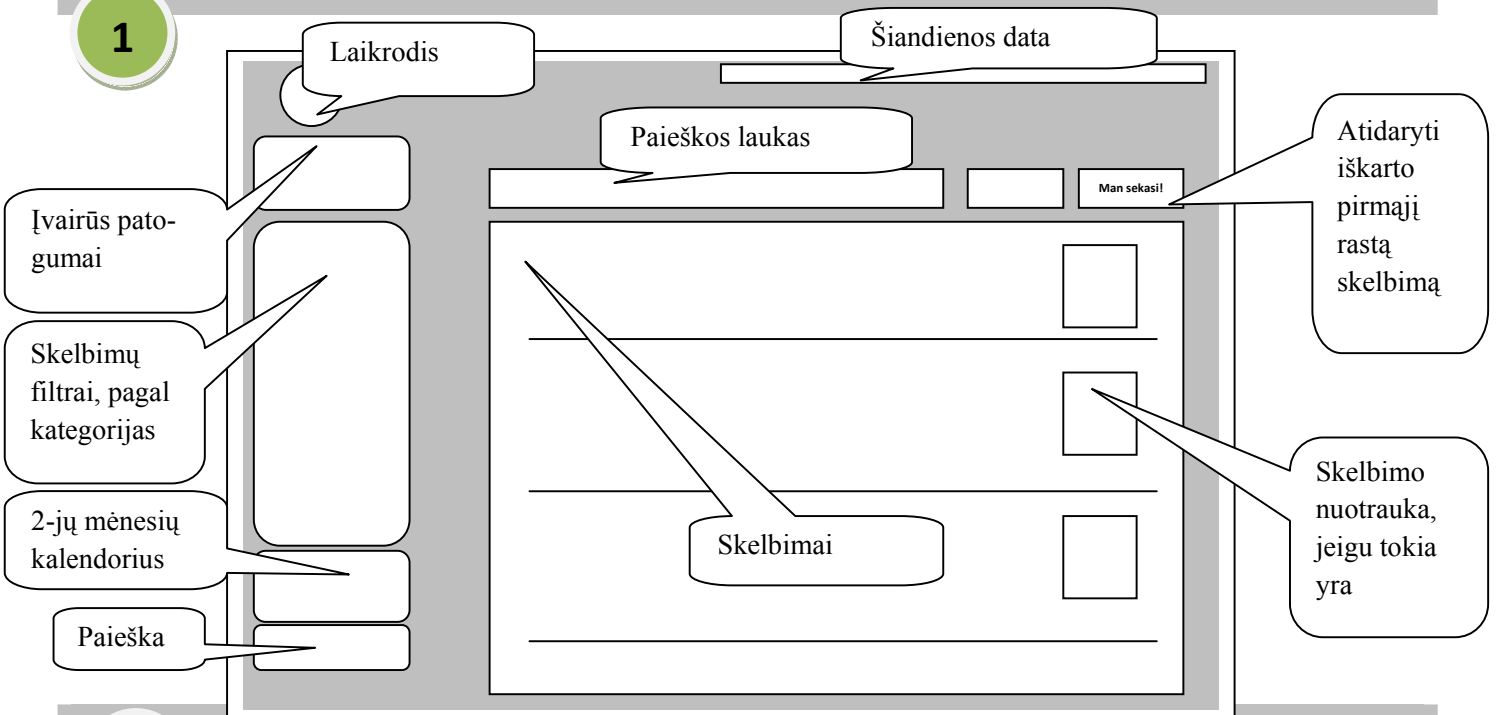 1
Laikrodis
Šiandienos data
Paieškos laukas
Man sekasi!
Atidaryti
iškarto
pirmąjį
rastą
skelbimą
Įvairūs pato-
gumai
Skelbimų
filtrai, pagal
kategorijas
2-jų mėnesių
kalendorius
Paieška
Skelbimai
Skelbimo
nuotrauka,
jeigu tokia
yra